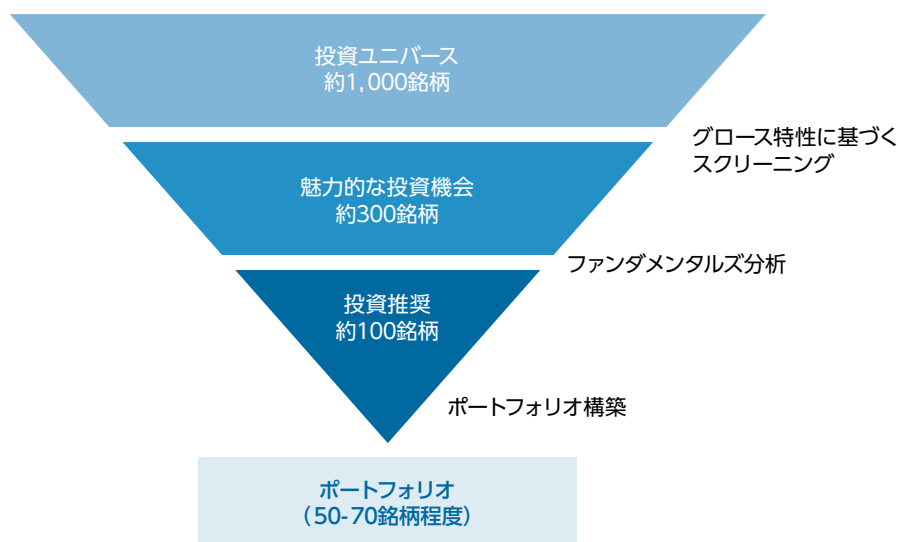 投資ユニバース
約1,000銘柄
グロース特性に基づく
スクリーニング
魅力的な投資機会
約300銘柄
ファンダメンタルズ分析
投資推奨
約100銘柄
ポートフォリオ構築
ポートフォリオ
(50-70銘柄程度)